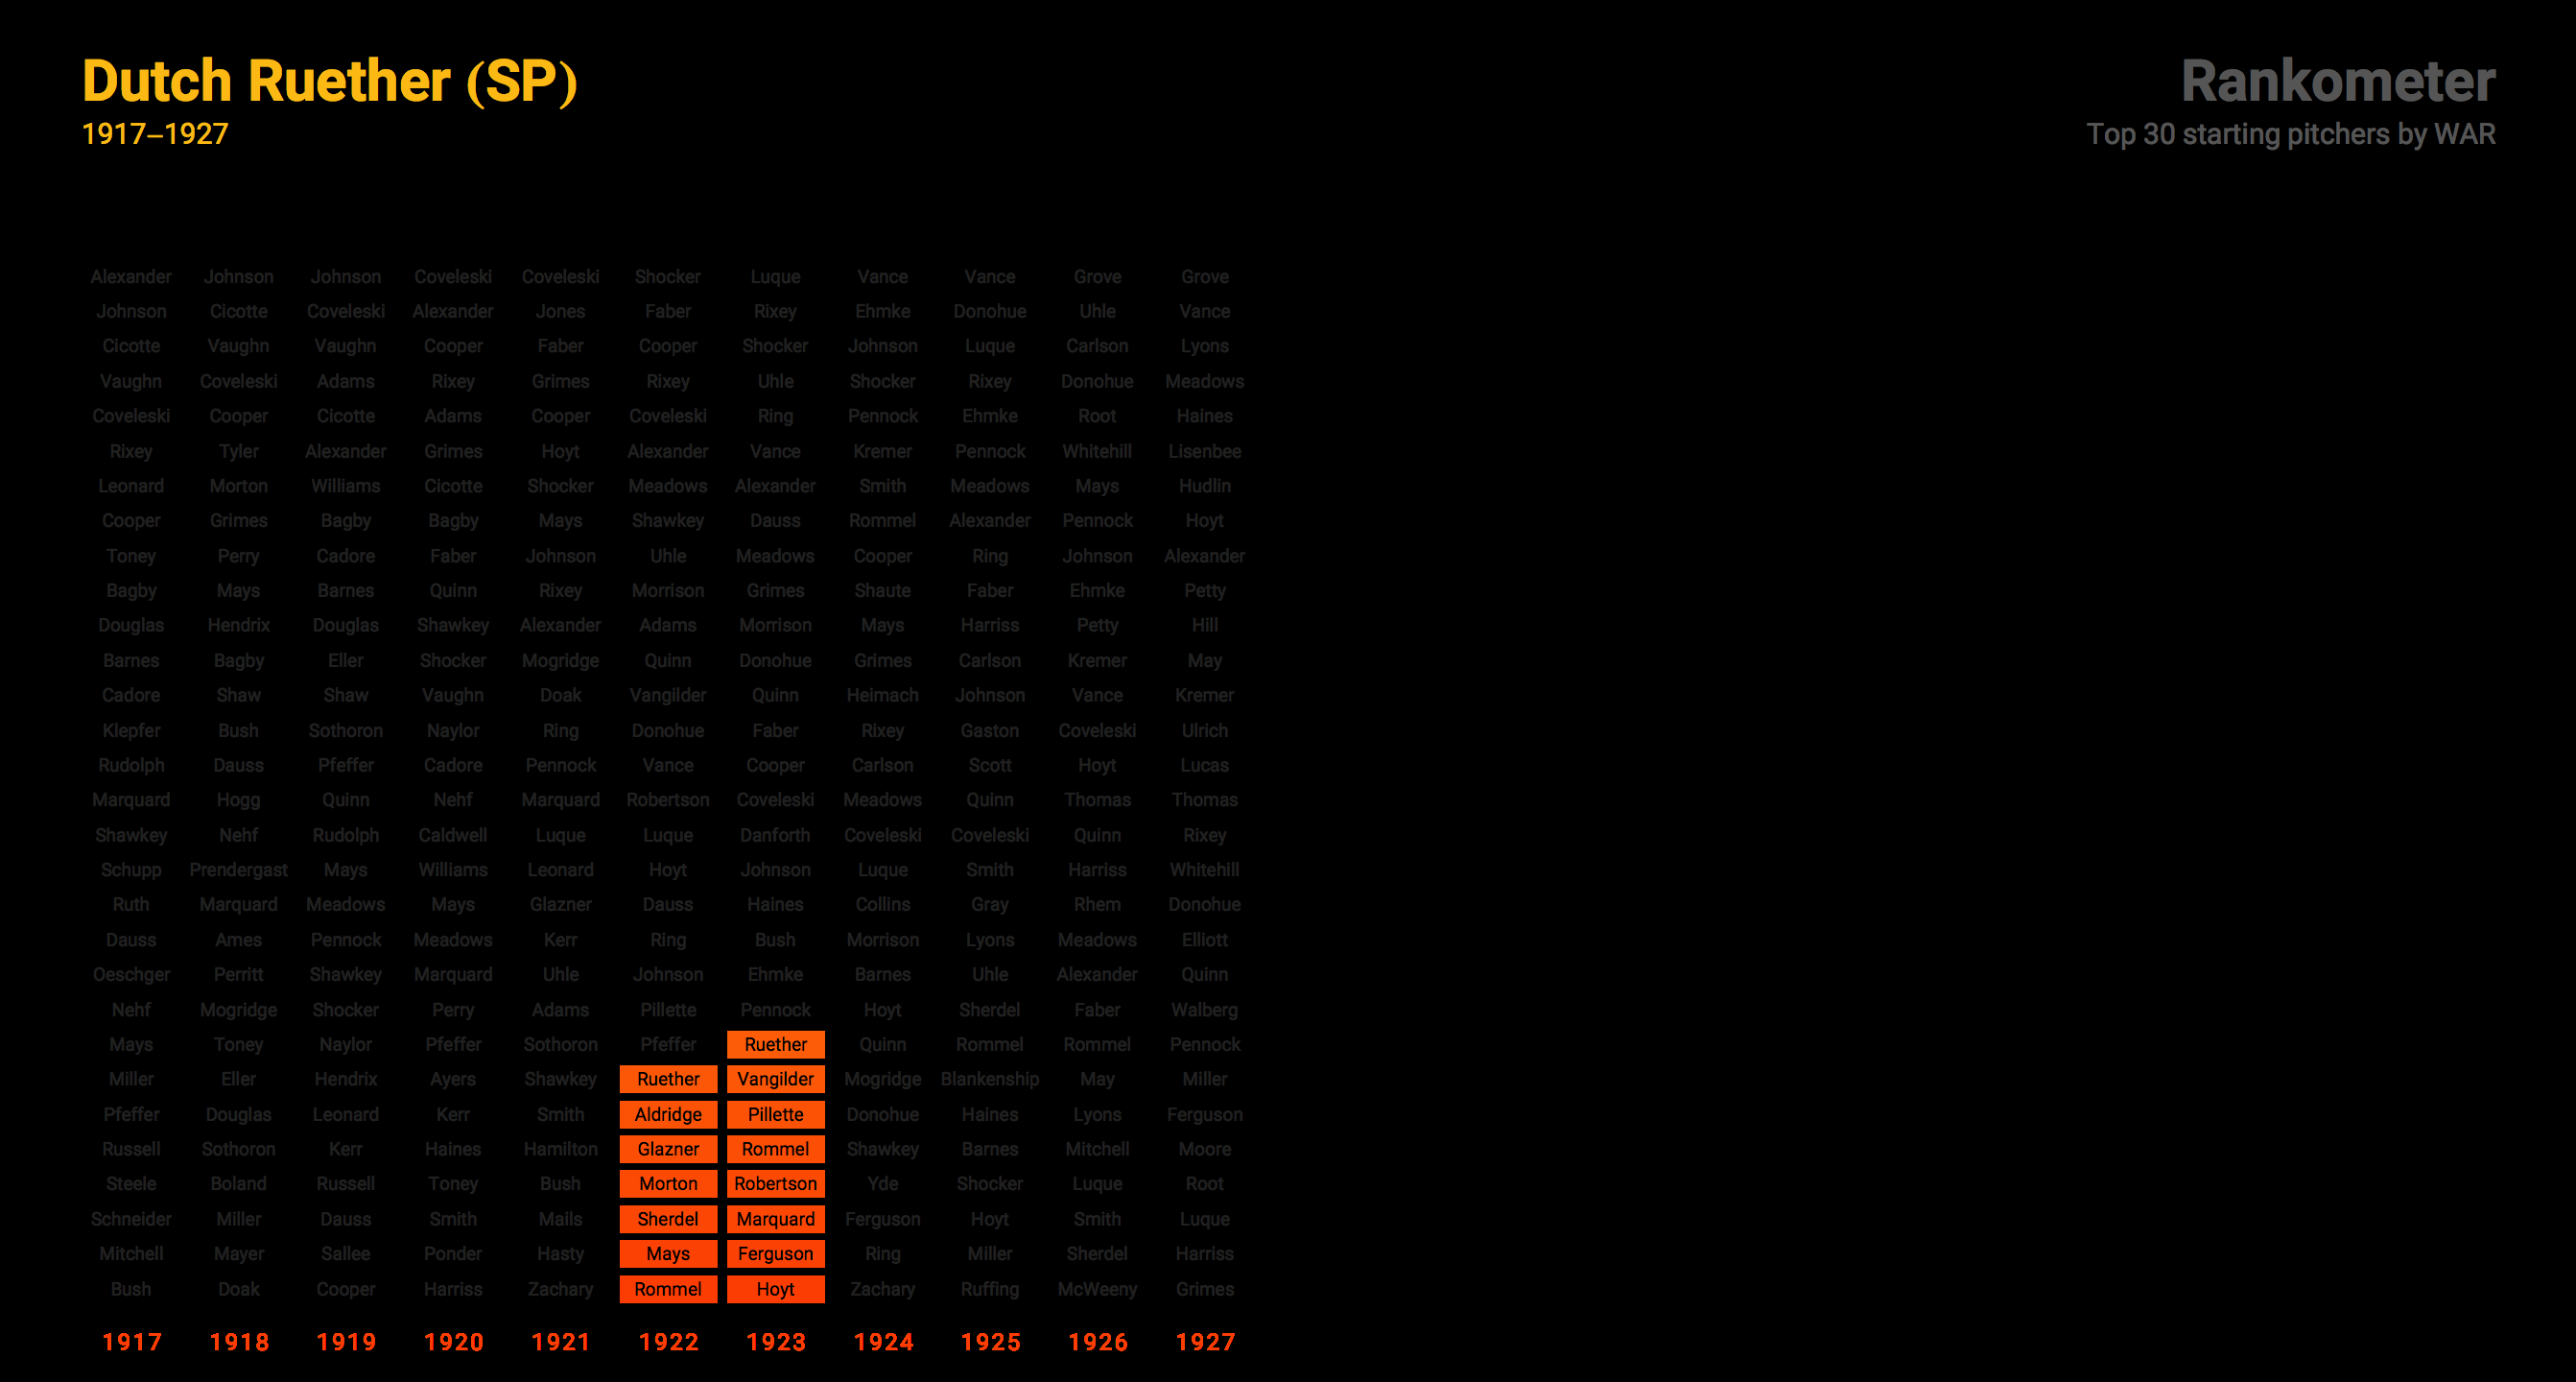 Dutch Ruether (SP)
1917–1927
Rankometer
Top 30 starting pitchers by WAR
Alexander Johnson Johnson Coveleski Coveleski Shocker Luque Vance Vance Grove Grove
Johnson Cicotte Coveleski Alexander Jones Faber Rixey Ehmke Donohue Uhle Vance
Cicotte Vaughn Vaughn Cooper Faber Cooper Shocker Johnson Luque Carlson Lyons
Vaughn Coveleski Adams Rixey Grimes Rixey Uhle Shocker Rixey Donohue Meadows
Coveleski Cooper Cicotte Adams Cooper Coveleski Ring Pennock Ehmke Root Haines
Rixey Tyler Alexander Grimes Hoyt Alexander Vance Kremer Pennock Whitehill Lisenbee
Leonard Morton Williams Cicotte Shocker Meadows Alexander Smith Meadows Mays Hudlin
Cooper Grimes Bagby Bagby Mays Shawkey Dauss Rommel Alexander Pennock Hoyt
Toney Perry Cadore Faber Johnson Uhle Meadows Cooper Ring Johnson Alexander
Bagby Mays Barnes Quinn Rixey Morrison Grimes Shaute Faber Ehmke Petty
Douglas Hendrix Douglas Shawkey Alexander Adams Morrison Mays Harriss Petty Hill
Barnes Bagby Eller Shocker Mogridge Quinn Donohue Grimes Carlson Kremer May
Cadore Shaw Shaw Vaughn Doak Vangilder Quinn Heimach Johnson Vance Kremer
Klepfer Bush Sothoron Naylor Ring Donohue Faber Rixey Gaston Coveleski Ulrich
Rudolph Dauss Pfeffer Cadore Pennock Vance Cooper Carlson Scott Hoyt Lucas
Marquard Hogg Quinn Nehf Marquard Robertson Coveleski Meadows Quinn Thomas Thomas
Shawkey Nehf Rudolph Caldwell Luque Luque Danforth Coveleski Coveleski Quinn Rixey
Schupp Prendergast Mays Williams Leonard Hoyt Johnson Luque Smith Harriss Whitehill
Ruth Marquard Meadows Mays Glazner Dauss Haines Collins Gray Rhem Donohue
Dauss Ames Pennock Meadows Kerr Ring Bush Morrison Lyons Meadows Elliott
Oeschger Perritt Shawkey Marquard Uhle Johnson Ehmke Barnes Uhle Alexander Quinn
Nehf Mogridge Shocker Perry Adams Pillette Pennock Hoyt Sherdel Faber Walberg
Mays Toney Naylor Pfeffer Sothoron Pfeffer Ruether Quinn Rommel Rommel Pennock
Miller Eller Hendrix Ayers Shawkey Ruether Vangilder Mogridge Blankenship May Miller
Pfeffer Douglas Leonard Kerr Smith Aldridge Pillette Donohue Haines Lyons Ferguson
Russell Sothoron Kerr Haines Hamilton Glazner Rommel Shawkey Barnes Mitchell Moore
Steele Boland Russell Toney Bush Morton Robertson Yde Shocker Luque Root
Schneider Miller Dauss Smith Mails Sherdel Marquard Ferguson Hoyt Smith Luque
Mitchell Mayer Sallee Ponder Hasty Mays Ferguson Ring Miller Sherdel Harriss
Bush Doak Cooper Harriss Zachary Rommel Hoyt Zachary Ruffing McWeeny Grimes
1917 1918 1919 1920 1921 1922 1923 1924 1925 1926 1927